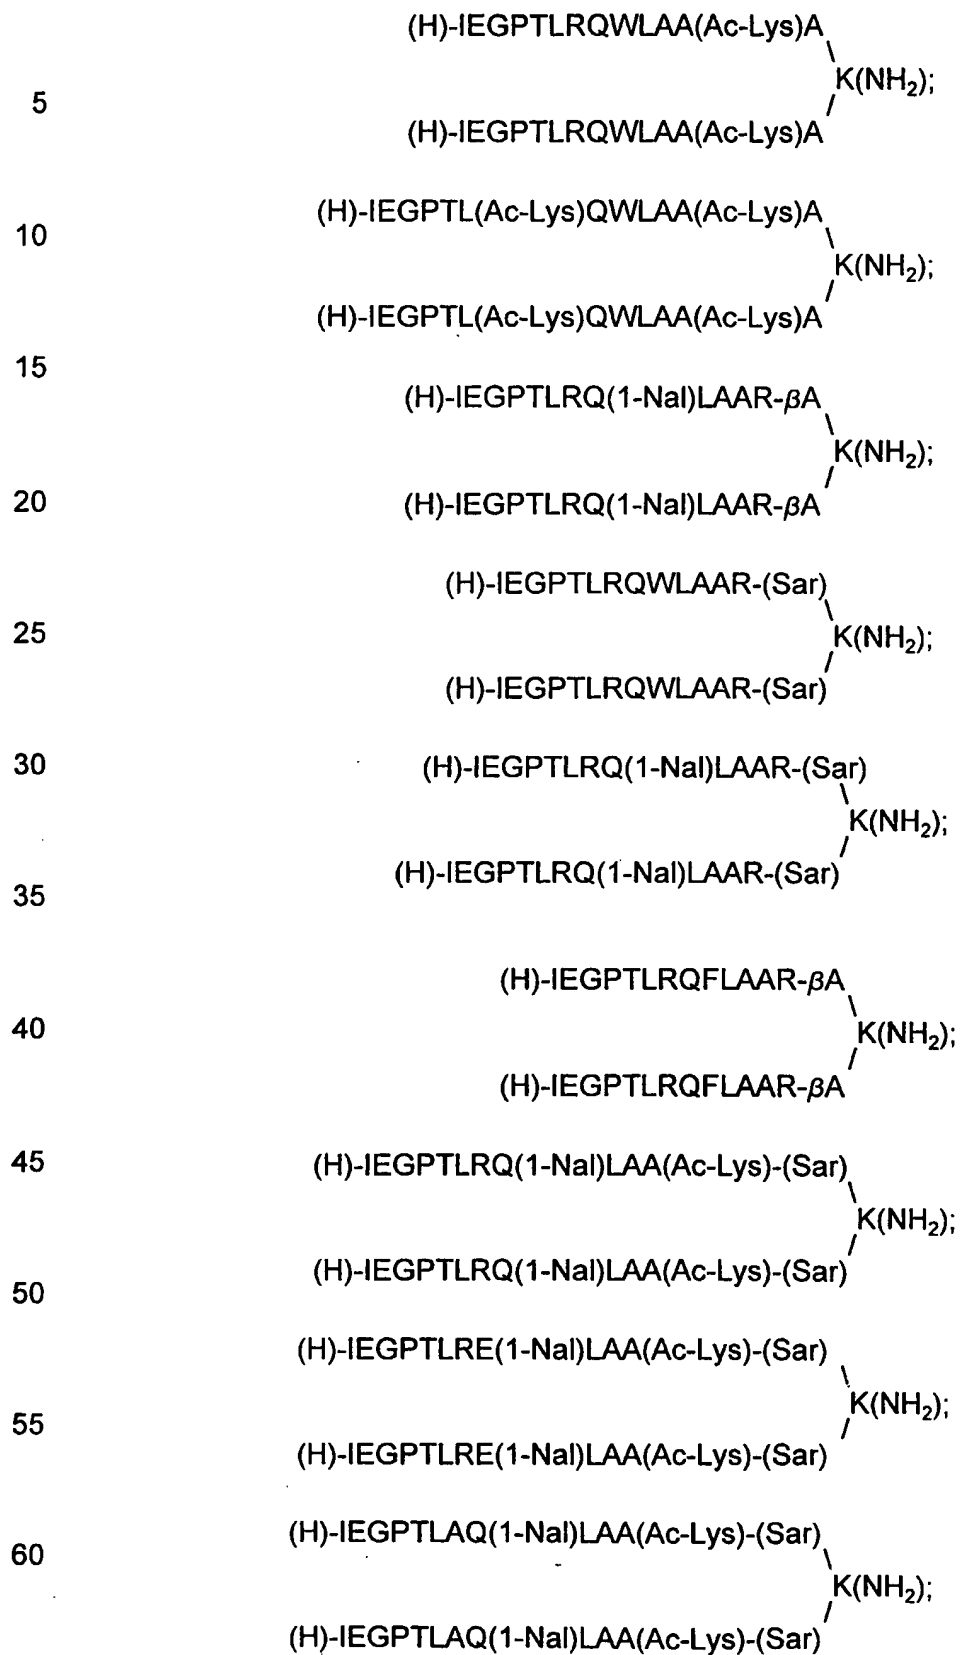 (H)-IEGPTLRQWLAA(Ac-Lys)A
\
K(NH₂);
5
/
(H)-IEGPTLRQWLAA(Ac-Lys)A
(H)-IEGPTL(Ac-Lys)QWLAA(Ac-Lys)A
10
\
K(NH₂);
/
(H)-IEGPTL(Ac-Lys)QWLAA(Ac-Lys)A
15
(H)-IEGPTLRQ(1-Nal)LAAR-βA
\
K(NH₂);
/
20
(H)-IEGPTLRQ(1-Nal)LAAR-βA
(H)-IEGPTLRQWLAAR-(Sar)
\
25
K(NH₂);
/
(H)-IEGPTLRQWLAAR-(Sar)
30
(H)-IEGPTLRQ(1-Nal)LAAR-(Sar)
\
K(NH₂);
/
(H)-IEGPTLRQ(1-Nal)LAAR-(Sar)
35
(H)-IEGPTLRQFLAAR-βA
\
40
K(NH₂);
/
(H)-IEGPTLRQFLAAR-βA
45
(H)-IEGPTLRQ(1-Nal)LAA(Ac-Lys)-(Sar)
\
K(NH₂);
/
(H)-IEGPTLRQ(1-Nal)LAA(Ac-Lys)-(Sar)
50
(H)-IEGPTLRE(1-Nal)LAA(Ac-Lys)-(Sar)
\
K(NH₂);
55
/
(H)-IEGPTLRE(1-Nal)LAA(Ac-Lys)-(Sar)
(H)-IEGPTLAQ(1-Nal)LAA(Ac-Lys)-(Sar)
60
\
K(NH₂);
/
(H)-IEGPTLAQ(1-Nal)LAA(Ac-Lys)-(Sar)